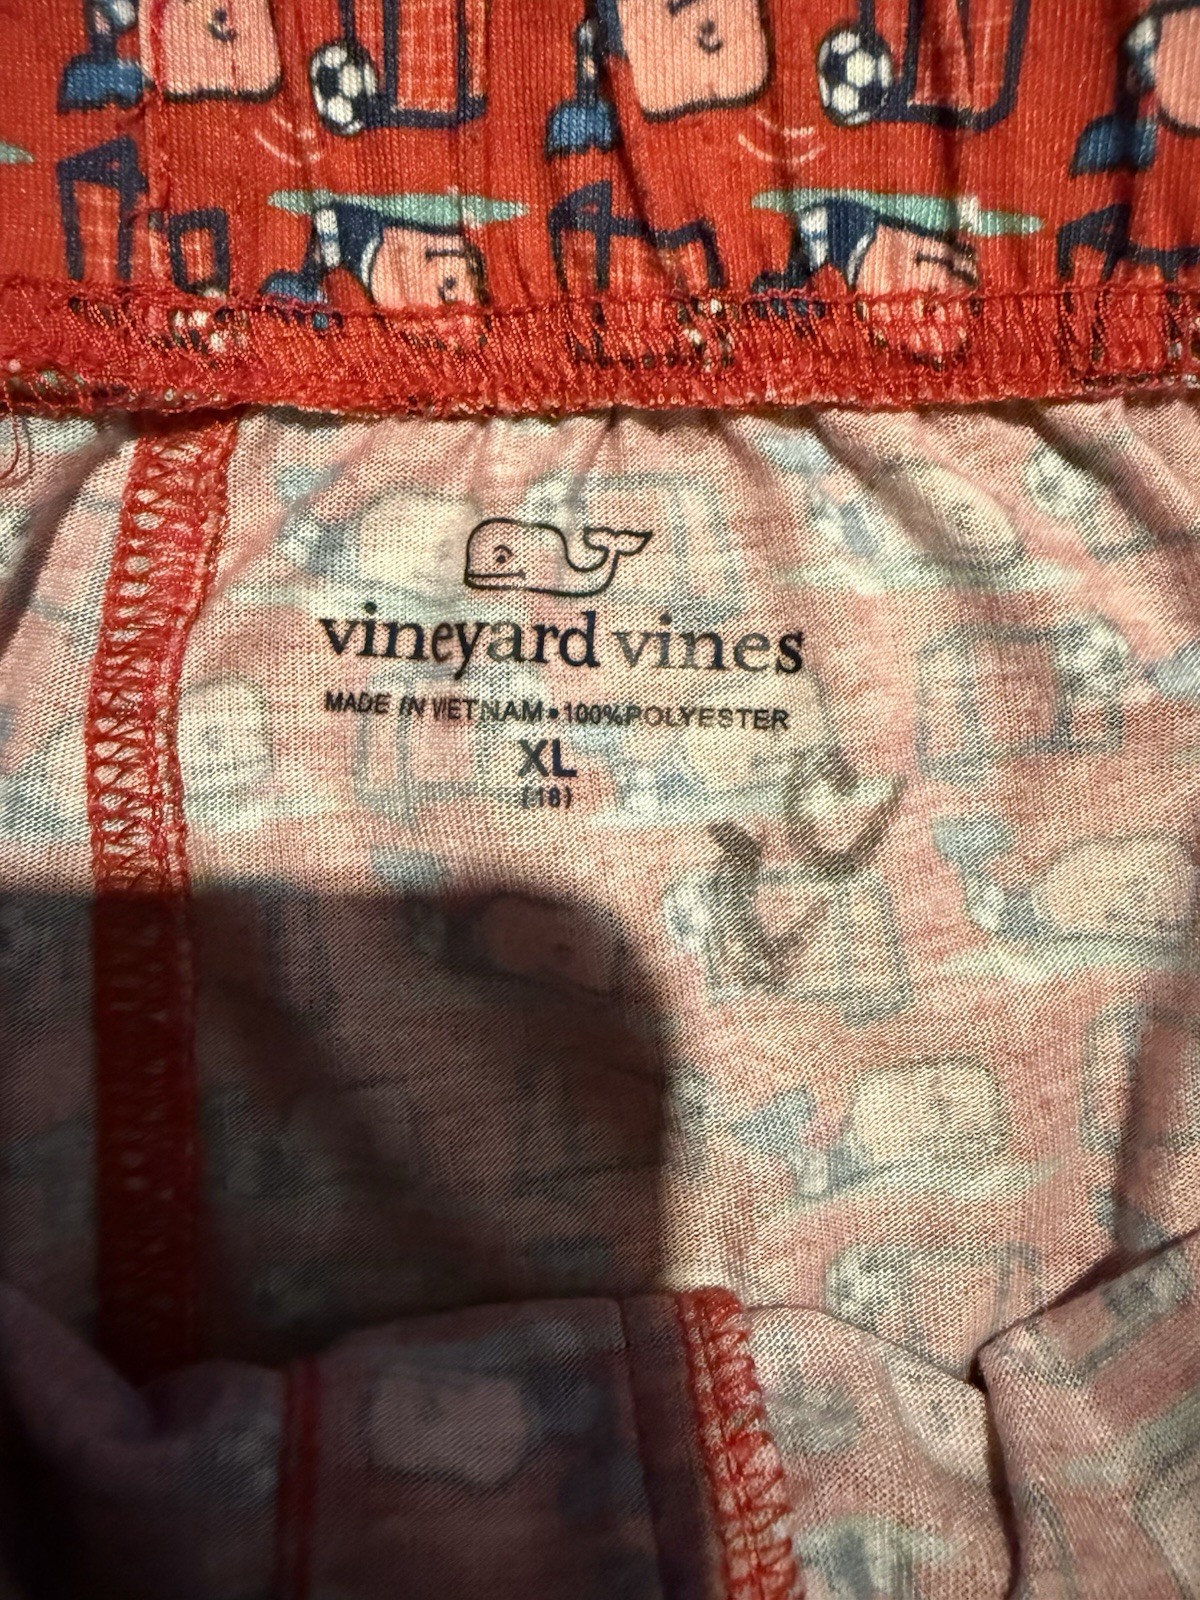 vineyard vines
MADE IN VIETNAM • 100% POLYESTER
XL
(18)